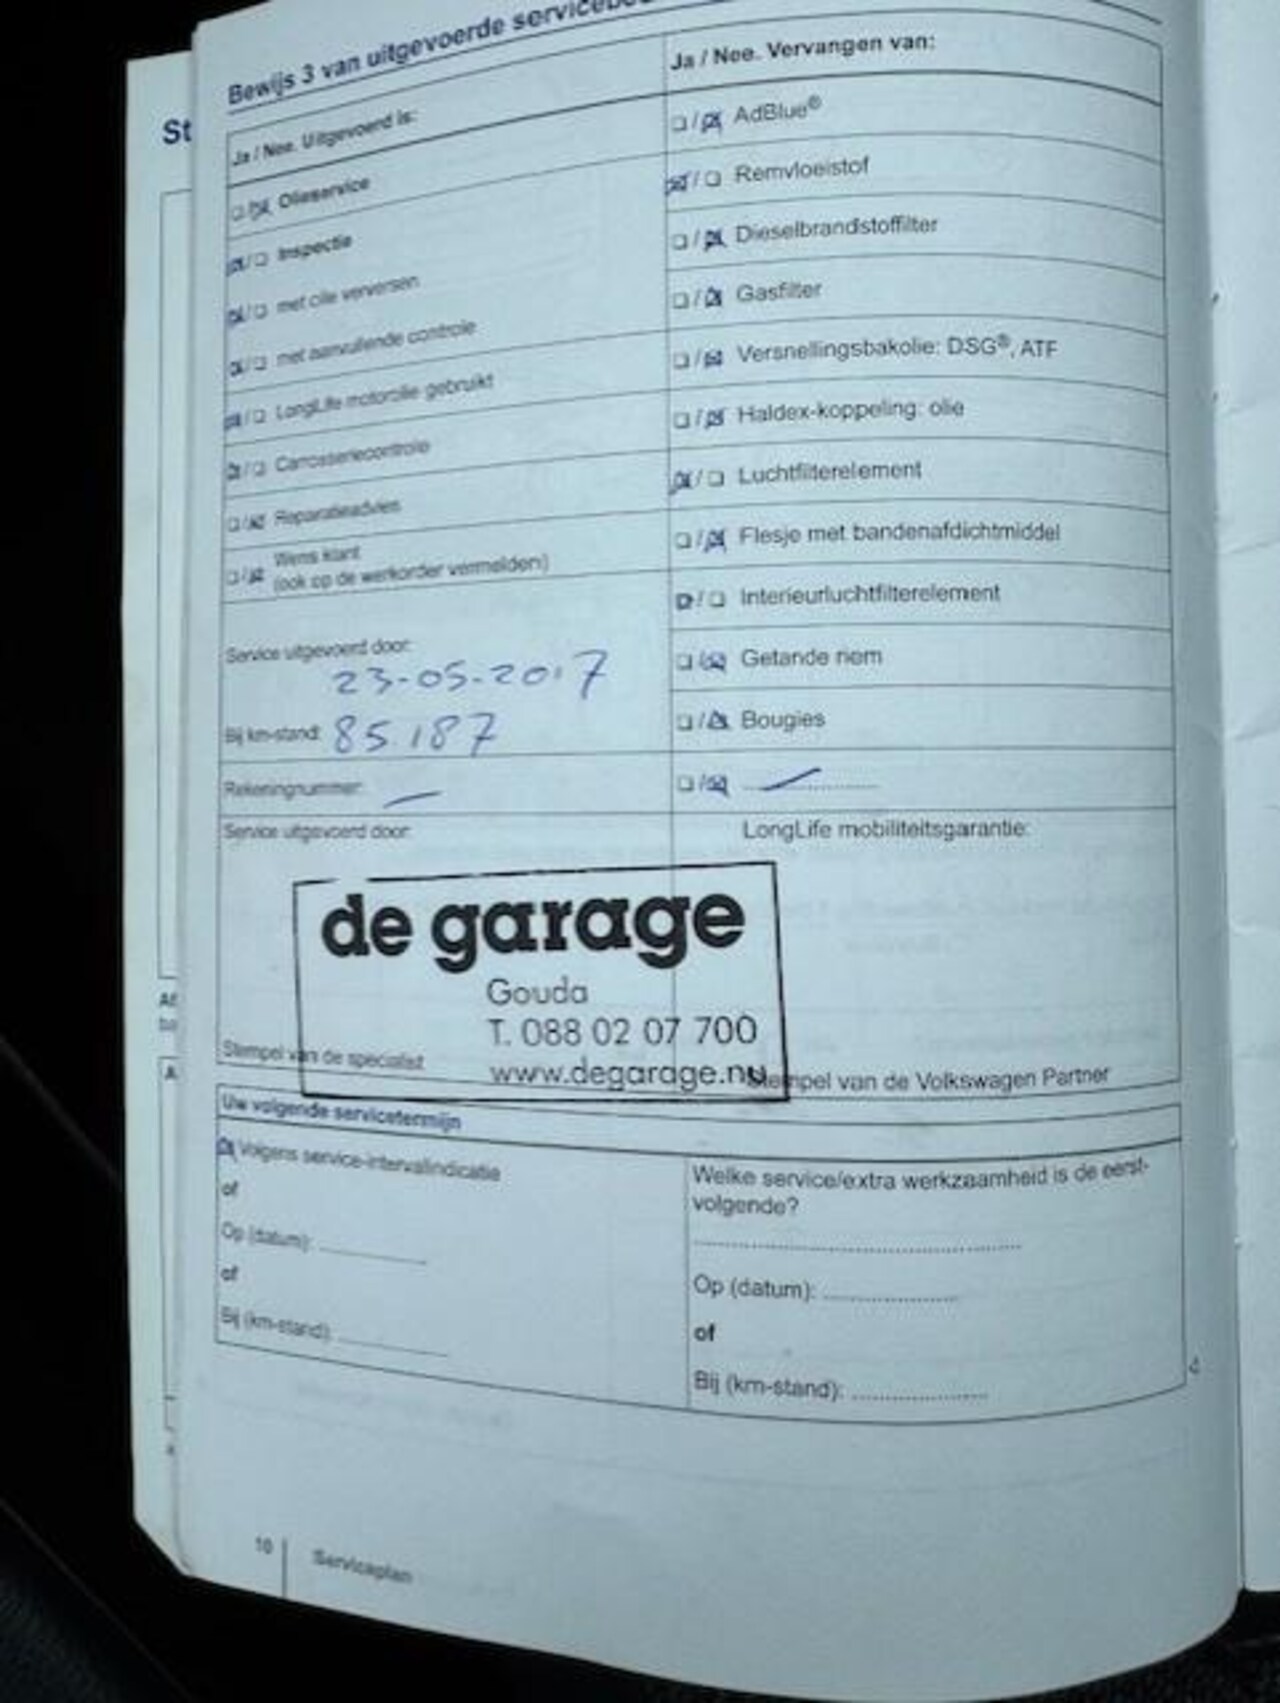 Bewijs 3 van uitgevoerde
St
Ja / Nee. Uitgevoerd is:
Olieservice
Inspectie
met olie verversen
met aanvullende controle
LongLife motorolie gebruikt
Carrosseriecontrole
Reparatieadvies
Wens klant
(ook op de werkorder vermelden)
Service uitgevoerd door:
23-05-2017
Bij km-stand: 85.187
Rekeningnummer: —
Service uitgevoerd door:
Ja / Nee. Vervangen van:
AdBlue®
Remvloeistof
Dieselbrandstoffilter
Gasfilter
Versnellingsbakolie: DSG®, ATF
Haldex-koppeling: olie
Luchtfilterelement
Flesje met bandenafdichtmiddel
Interieurluchtfilterelement
Getande riem
Bougies
LongLife mobiliteitsgarantie:
de garage
Gouda
T. 088 02 07 700
www.degarage.nu
Stempel van de specialist
Stempel van de Volkswagen Partner
Uw volgende servicetermijn
Volgens service-intervalindicatie
of
Op (datum):
of
Bij (km-stand):
Welke service/extra werkzaamheid is de eerst-
volgende?
Op (datum):
of
Bij (km-stand):
10
Serviceplan